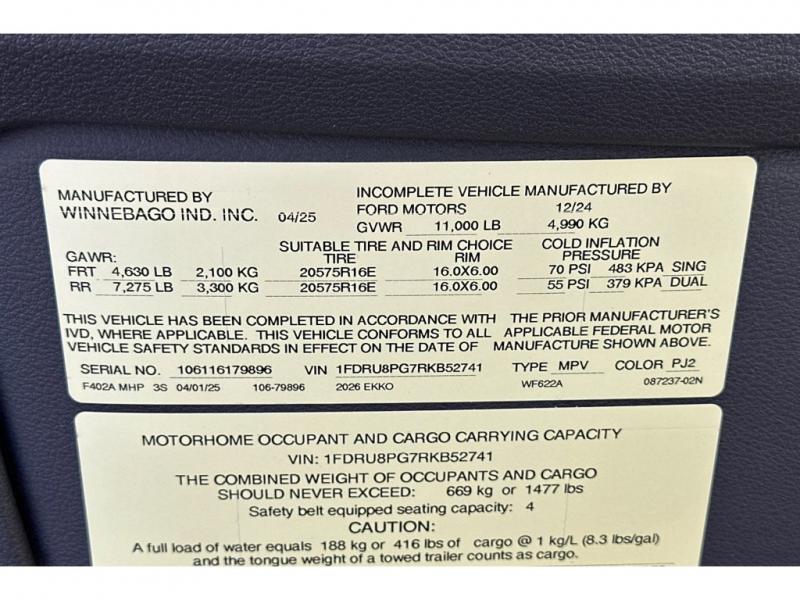 MANUFACTURED BY
WINNEBAGO IND. INC. 04/25
INCOMPLETE VEHICLE MANUFACTURED BY
FORD MOTORS 12/24
GVWR 11,000 LB 4,990 KG
GAWR: SUITABLE TIRE AND RIM CHOICE COLD INFLATION
TIRE RIM PRESSURE
FRT 4,630 LB 2,100 KG 20575R16E 16.0X6.00 70 PSI 483 KPA SING
RR 7,275 LB 3,300 KG 20575R16E 16.0X6.00 55 PSI 379 KPA DUAL
THIS VEHICLE HAS BEEN COMPLETED IN ACCORDANCE WITH THE PRIOR MANUFACTURER'S
IVD, WHERE APPLICABLE. THIS VEHICLE CONFORMS TO ALL APPLICABLE FEDERAL MOTOR
VEHICLE SAFETY STANDARDS IN EFFECT ON THE DATE OF MANUFACTURE SHOWN ABOVE.
SERIAL NO. 106116179896 VIN 1FDRU8PG7RKB52741 TYPE MPV COLOR PJ2
F402A MHP 3S 04/01/25 106-79896 2026 EKKO WF622A 087237-02N
MOTORHOME OCCUPANT AND CARGO CARRYING CAPACITY
VIN: 1FDRU8PG7RKB52741
THE COMBINED WEIGHT OF OCCUPANTS AND CARGO
SHOULD NEVER EXCEED: 669 kg or 1477 lbs
Safety belt equipped seating capacity: 4
CAUTION:
A full load of water equals 188 kg or 416 lbs of cargo @ 1 kg/L (8.3 lbs/gal)
and the tongue weight of a towed trailer counts as cargo.